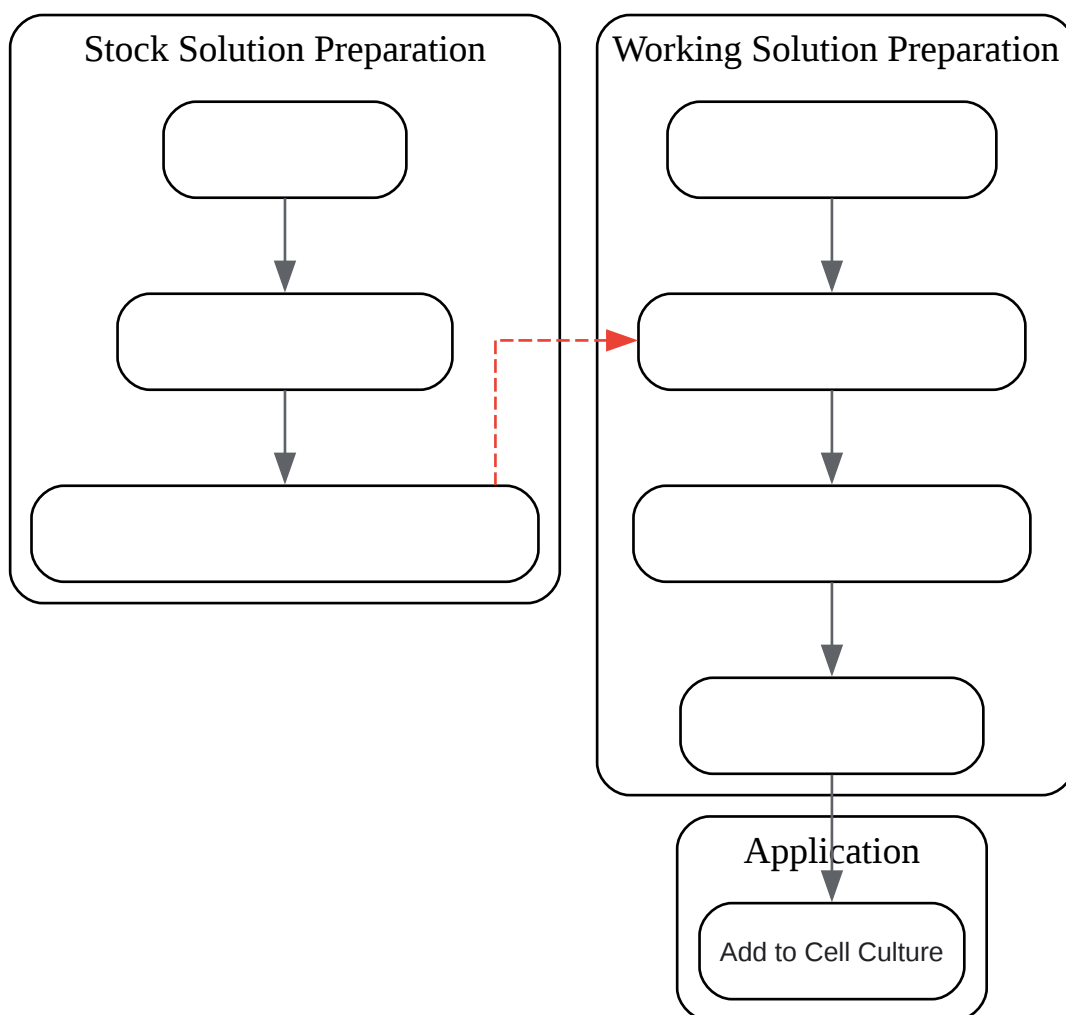 Stock Solution Preparation
Working Solution Preparation
Application
Add to Cell Culture